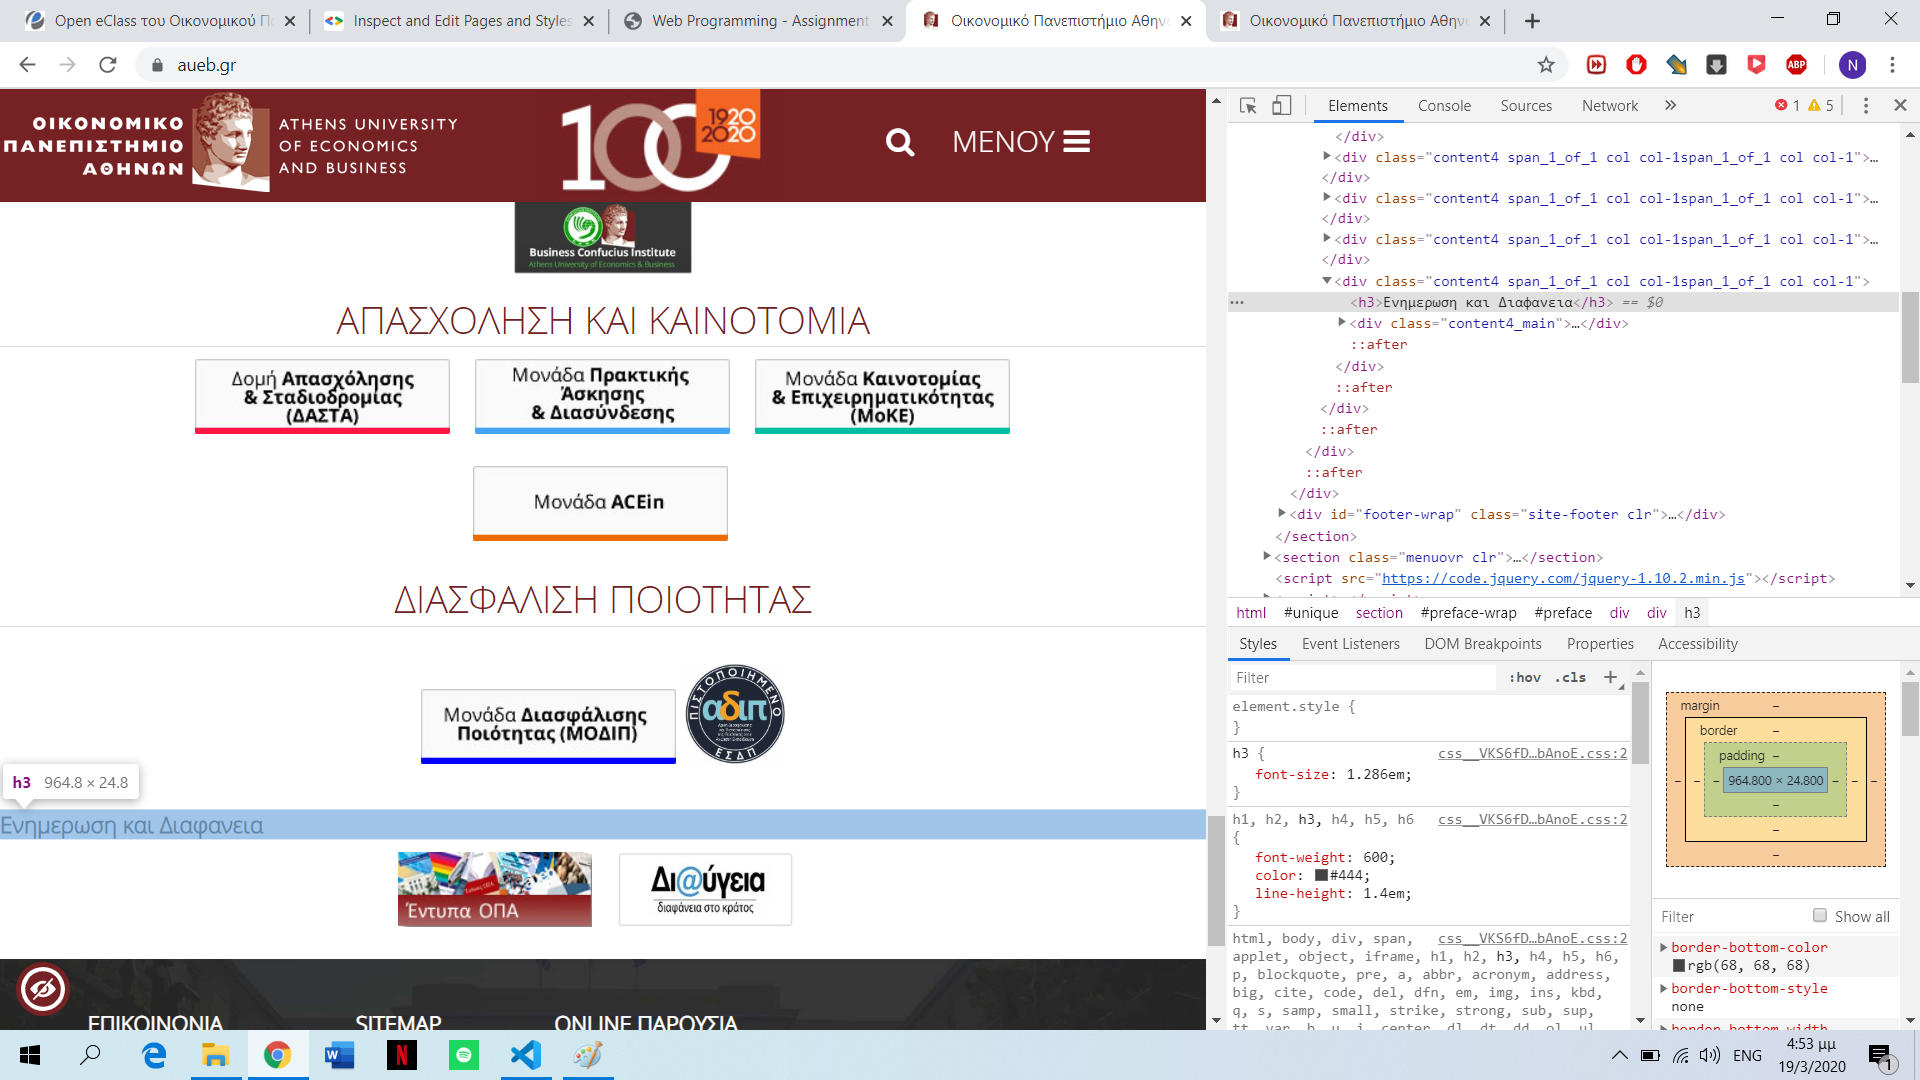 Open eClass του Οικονομικού Πα
Inspect and Edit Pages and Styles
Web Programming - Assignment
Οικονομικό Πανεπιστήμιο Αθην
Οικονομικό Πανεπιστήμιο Αθην
aueb.gr
ABP
N
ΟΙΚΟΝΟΜΙΚΟ
ΠΑΝΕΠΙΣΤΗΜΙΟ
ΑΘΗΝΩΝ
ATHENS UNIVERSITY
OF ECONOMICS
AND BUSINESS
100
1920
2020
ΜΕΝΟΥ
Business Confucius Institute
Athens University of Economics & Business
ΑΠΑΣΧΟΛΗΣΗ ΚΑΙ ΚΑΙΝΟΤΟΜΙΑ
Δομή Απασχόλησης
& Σταδιοδρομίας
(ΔΑΣΤΑ)
Μονάδα Πρακτικής
Άσκησης
& Διασύνδεσης
Μονάδα Καινοτομίας
& Επιχειρηματικότητας
(ΜοΚΕ)
Μονάδα ACEin
ΔΙΑΣΦΑΛΙΣΗ ΠΟΙΟΤΗΤΑΣ
Μονάδα Διασφάλισης
Ποιότητας (ΜΟΔΙΠ)
ΠΙΣΤΟΠΟΙΗΜΕΝΟ
αδιπ
ΕΣΔΠ
h3 964.8 × 24.8
Ενημερωση και Διαφανεια
Έντυπα ΟΠΑ
Δι@ύγεια
διαφάνεια στο κράτος
ΕΠΙΚΟΙΝΩΝΙΑ
SITEMAP
ONLINE ΠΑΡΟΥΣΙΑ
Elements Console Sources Network » 1 5
</div>
<div class="content4 span_1_of_1 col col-1span_1_of_1 col col-1">…
</div>
<div class="content4 span_1_of_1 col col-1span_1_of_1 col col-1">…
</div>
<div class="content4 span_1_of_1 col col-1span_1_of_1 col col-1">…
</div>
<div class="content4 span_1_of_1 col col-1span_1_of_1 col col-1">
… <h3>Ενημερωση και Διαφανεια</h3> == $0
<div class="content4_main">…</div>
::after
</div>
::after
</div>
::after
</div>
::after
</div>
<div id="footer-wrap" class="site-footer clr">…</div>
</section>
<section class="menuovr clr">…</section>
<script src="https://code.jquery.com/jquery-1.10.2.min.js"></script>
html #unique section #preface-wrap #preface div div h3
Styles Event Listeners DOM Breakpoints Properties Accessibility
Filter :hov .cls +
element.style {
}
h3 { css__VKS6fD…bAnoE.css:2
font-size: 1.286em;
}
h1, h2, h3, h4, h5, h6 css__VKS6fD…bAnoE.css:2
{
font-weight: 600;
color: #444;
line-height: 1.4em;
}
html, body, div, span, css__VKS6fD…bAnoE.css:2
applet, object, iframe, h1, h2, h3, h4, h5, h6,
p, blockquote, pre, a, abbr, acronym, address,
big, cite, code, del, dfn, em, img, ins, kbd,
q, s, samp, small, strike, strong, sub, sup,
tt, var, b, u, i, center, dl, dt, dd, ol, ul,
margin –
border –
padding –
– – – 964.800 × 24.800 – – –
–
–
–
Filter Show all
border-bottom-color
rgb(68, 68, 68)
border-bottom-style
none
border-bottom-width
ENG
4:53 μμ
19/3/2020
1